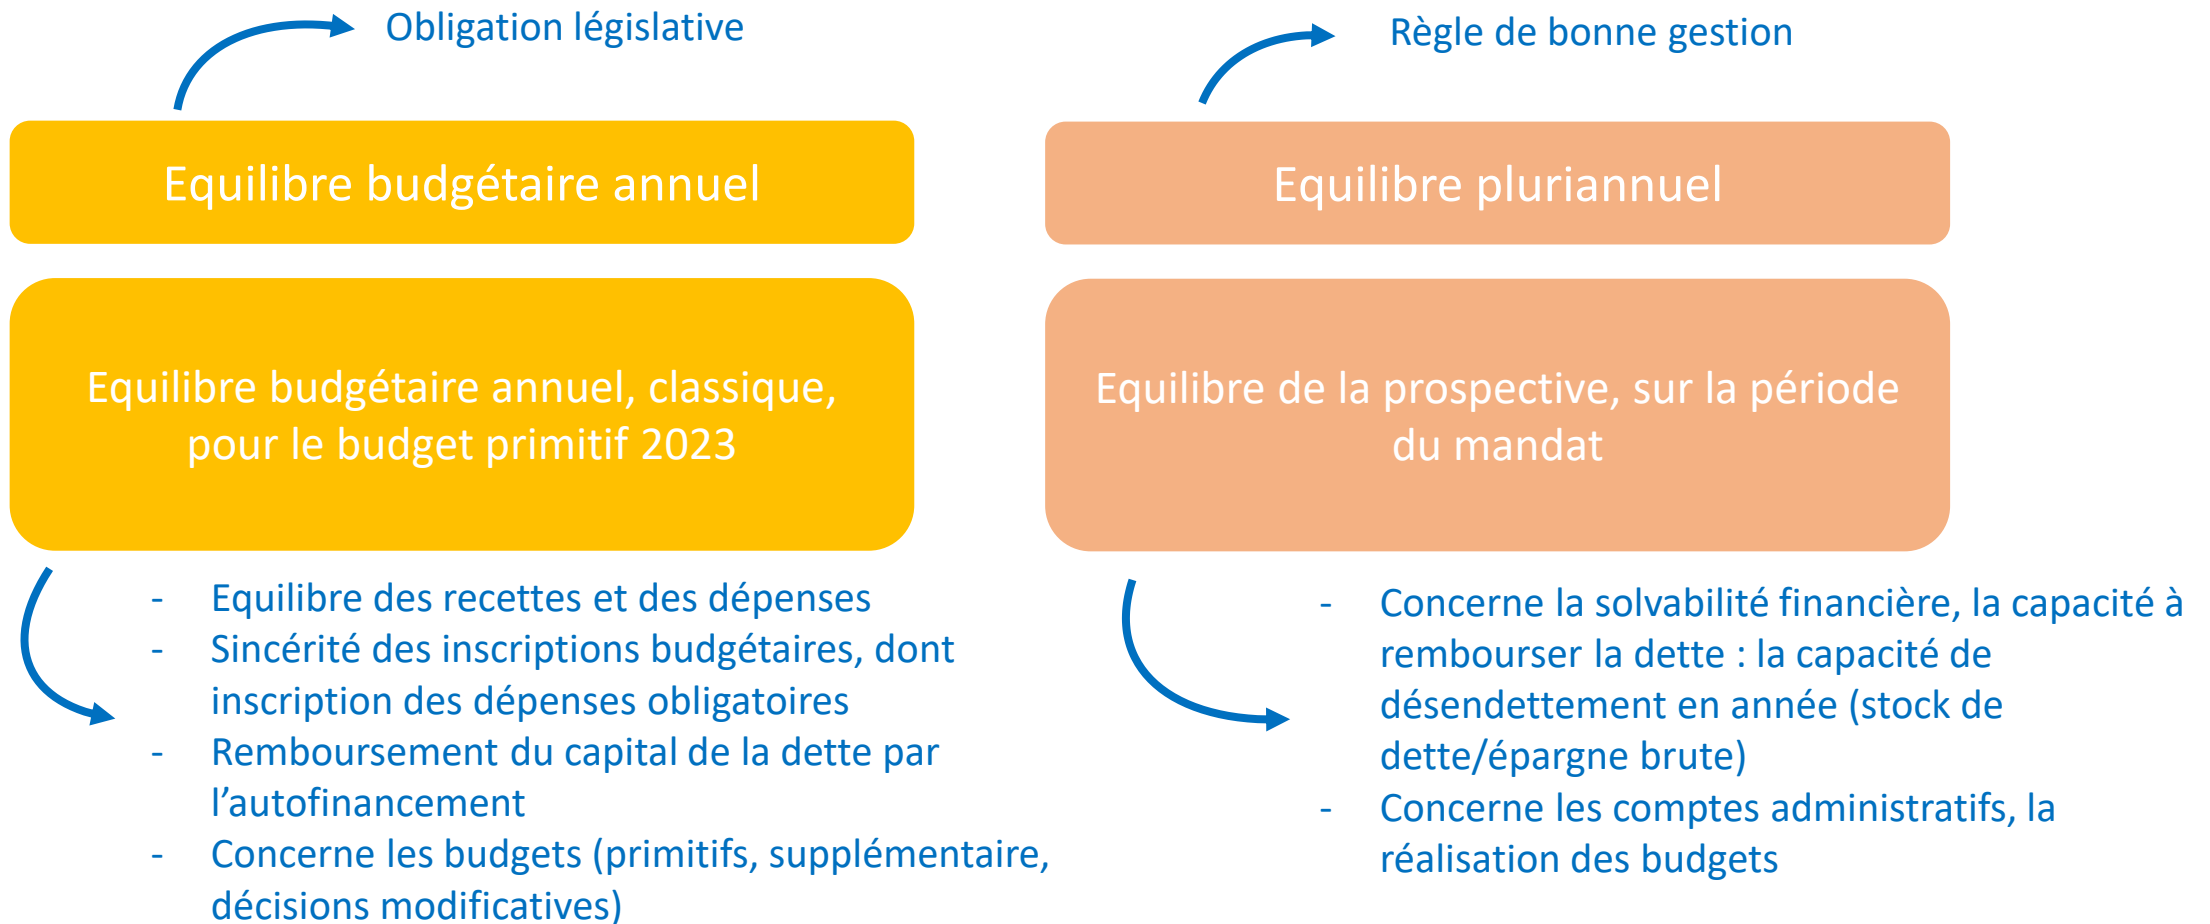 Obligation législative
Equilibre budgétaire annuel
Equilibre budgétaire annuel, classique,
pour le budget primitif 2023
- Equilibre des recettes et des dépenses
- Sincérité des inscriptions budgétaires, dont
inscription des dépenses obligatoires
- Remboursement du capital de la dette par
l’autofinancement
- Concerne les budgets (primitifs, supplémentaire,
décisions modificatives)
Règle de bonne gestion
Equilibre pluriannuel
Equilibre de la prospective, sur la période
du mandat
- Concerne la solvabilité financière, la capacité à
rembourser la dette : la capacité de
désendettement en année (stock de
dette/épargne brute)
- Concerne les comptes administratifs, la
réalisation des budgets